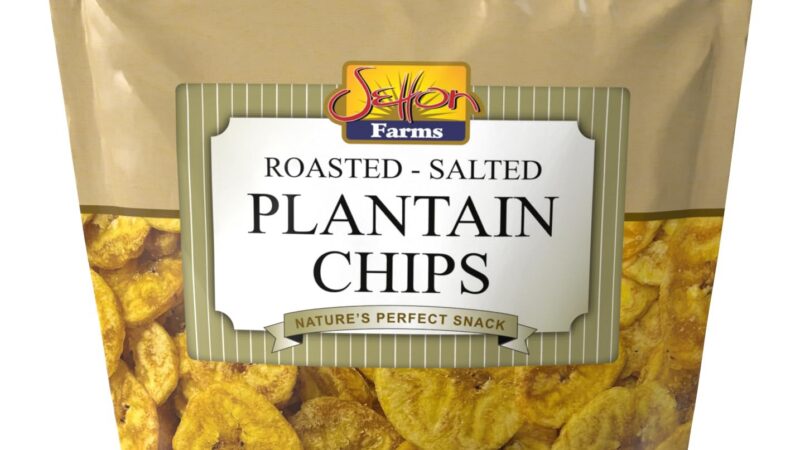 Setton
Farms
ROASTED - SALTED
PLANTAIN
CHIPS
NATURE'S PERFECT SNACK